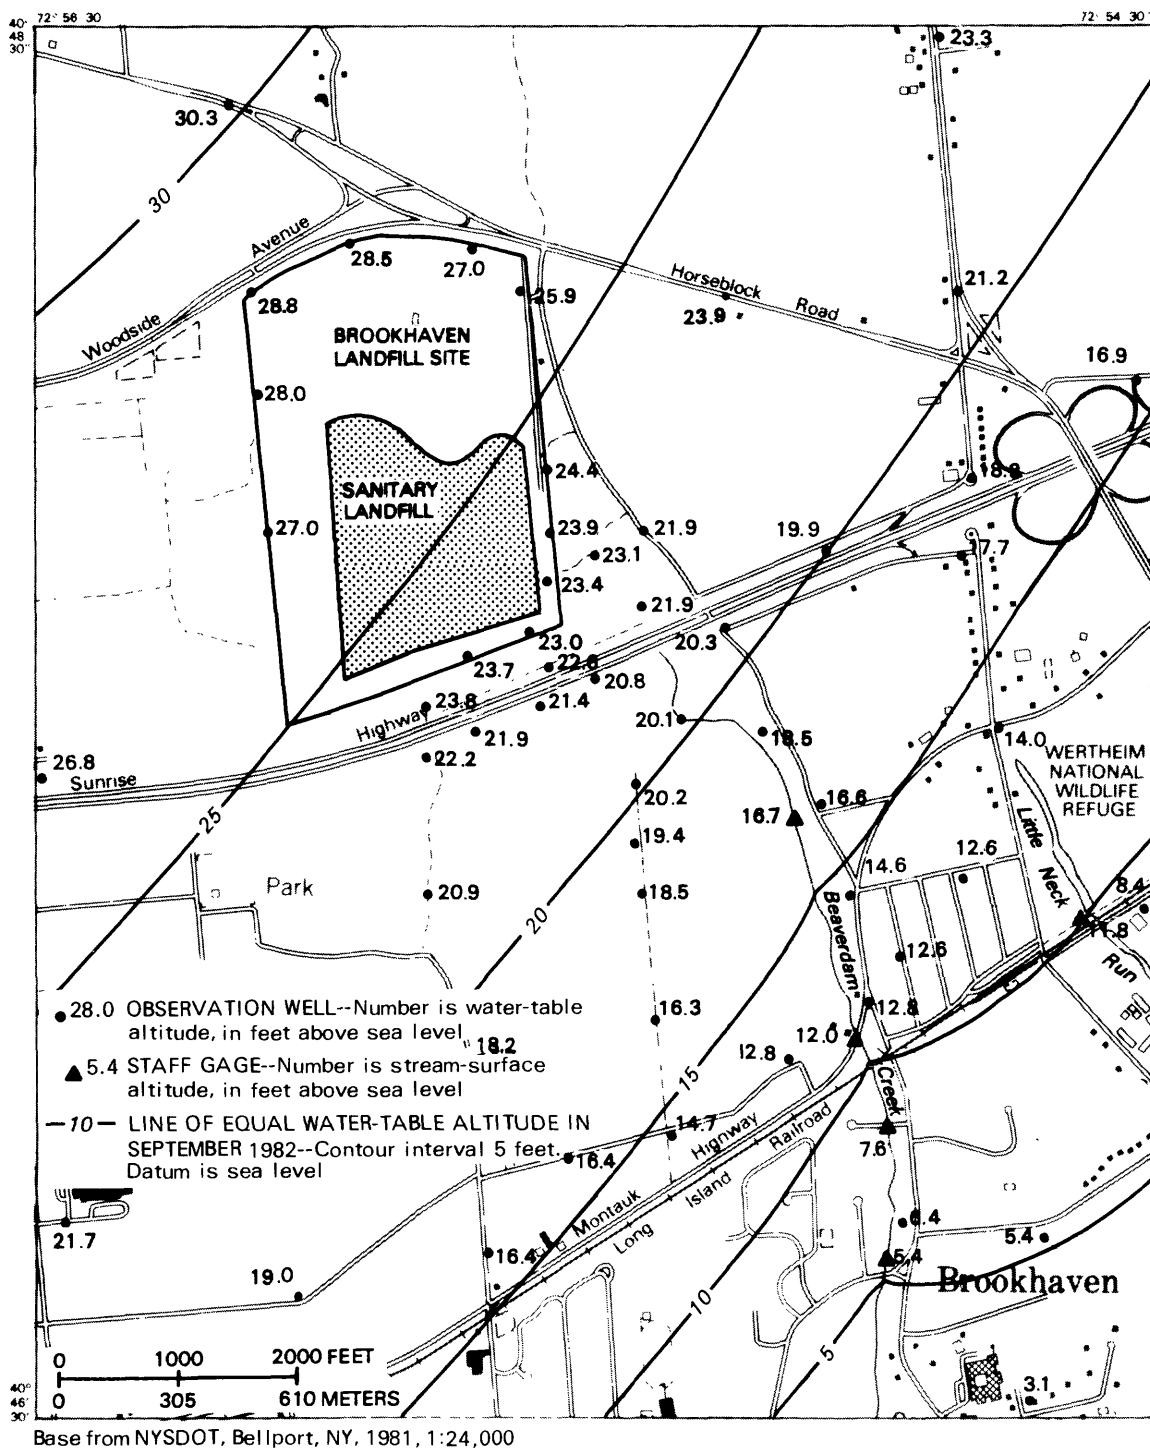 72° 56' 30
72° 54' 30"
40°
48
30"
23.3
30.3
30
Avenue
28.5
27.0
28.8
25.9
Horseblock
Road
23.9
21.2
Woodside
BROOKHAVEN
LANDFILL SITE
16.9
28.0
24.4
18.8
SANITARY
LANDFILL
27.0
23.9
21.9
19.9
23.1
17.7
23.4
21.9
23.0
20.3
23.7
22.6
20.8
23.8
21.4
20.1
Highway
21.9
18.5
14.0
22.2
26.8
Sunrise
WERTHEIM
NATIONAL
WILDLIFE
REFUGE
20.2
16.6
16.7
25
19.4
Little
Neck
Run
14.6
12.6
Park
20.9
18.5
8.4
11.8
20
Beaverdam
12.6
28.0 OBSERVATION WELL--Number is water-table
altitude, in feet above sea level
16.3
12.8
12.0
18.2
12.8
5.4 STAFF GAGE--Number is stream-surface
altitude, in feet above sea level
15
Creek
—10— LINE OF EQUAL WATER-TABLE ALTITUDE IN
SEPTEMBER 1982--Contour interval 5 feet.
Datum is sea level
14.7
Highway
Railroad
7.6
16.4
Island
Montauk
Long
21.7
6.4
5.4
16.4
5.4
19.0
Brookhaven
10
5
0 1000 2000 FEET
0 305 610 METERS
3.1
40°
46'
30"
Base from NYSDOT, Bellport, NY, 1981, 1:24,000